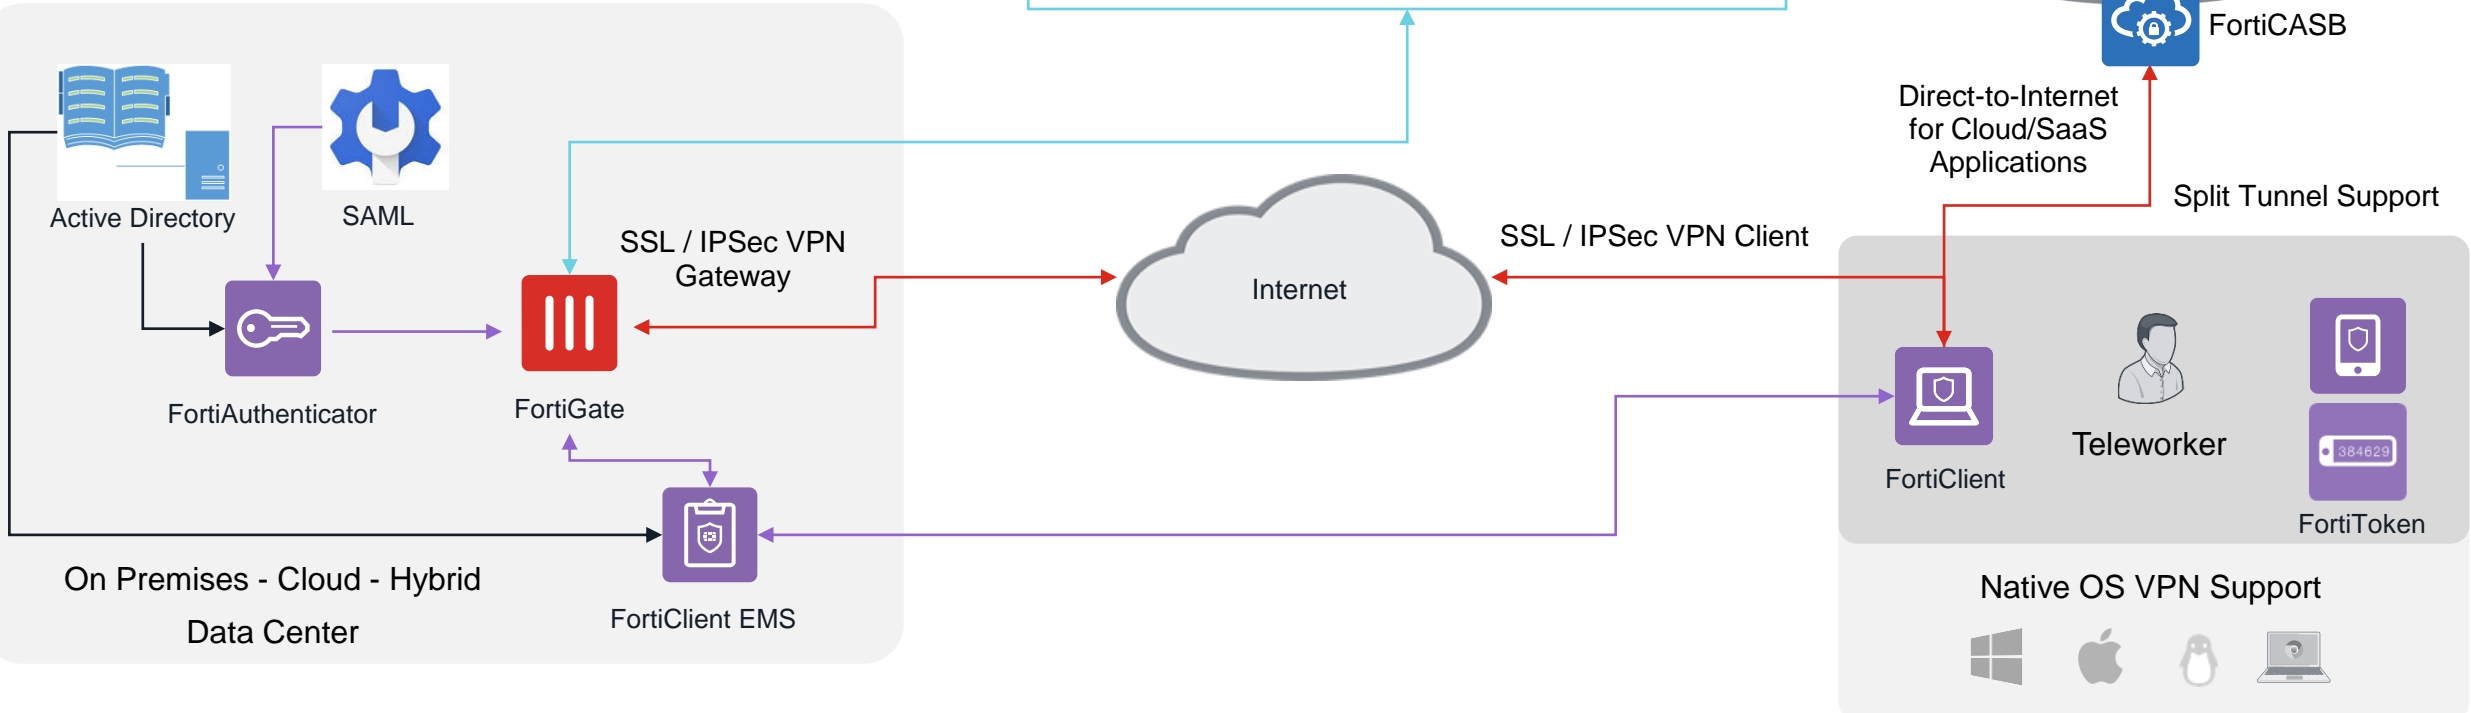 FortiCASB
Direct-to-Internet
for Cloud/SaaS
Applications
Split Tunnel Support
Active Directory
SAML
SSL / IPSec VPN
Gateway
SSL / IPSec VPN Client
Internet
FortiAuthenticator
FortiGate
Teleworker
384629
FortiClient
FortiToken
On Premises - Cloud - Hybrid
Data Center
FortiClient EMS
Native OS VPN Support